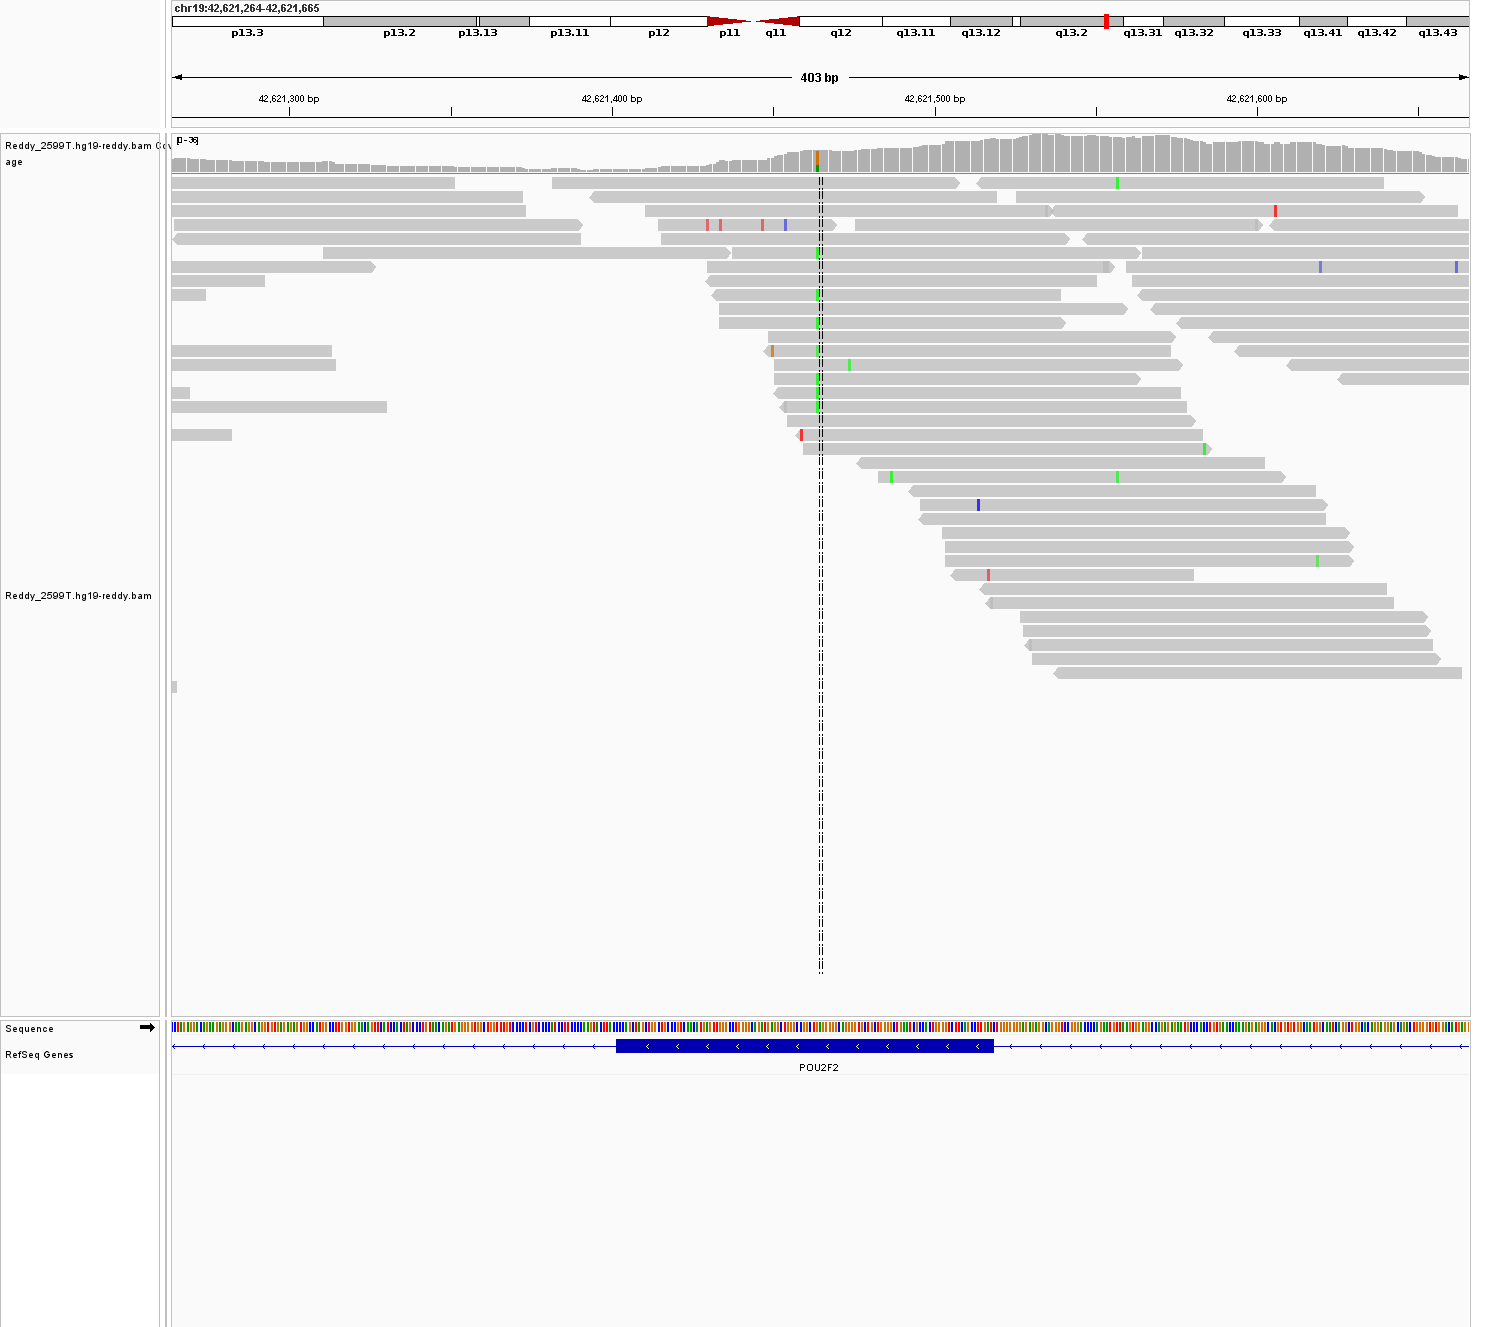 chr19:42,621,264-42,621,665
p13.3 p13.2 p13.13 p13.11 p12 p11 q11 q12 q13.11 q13.12 q13.2 q13.31 q13.32 q13.33 q13.41 q13.42 q13.43
403 bp
42,621,300 bp 42,621,400 bp 42,621,500 bp 42,621,600 bp
[0-36]
Reddy_2599T.hg19-reddy.bam Cov
age
Reddy_2599T.hg19-reddy.bam
Sequence
RefSeq Genes
POU2F2